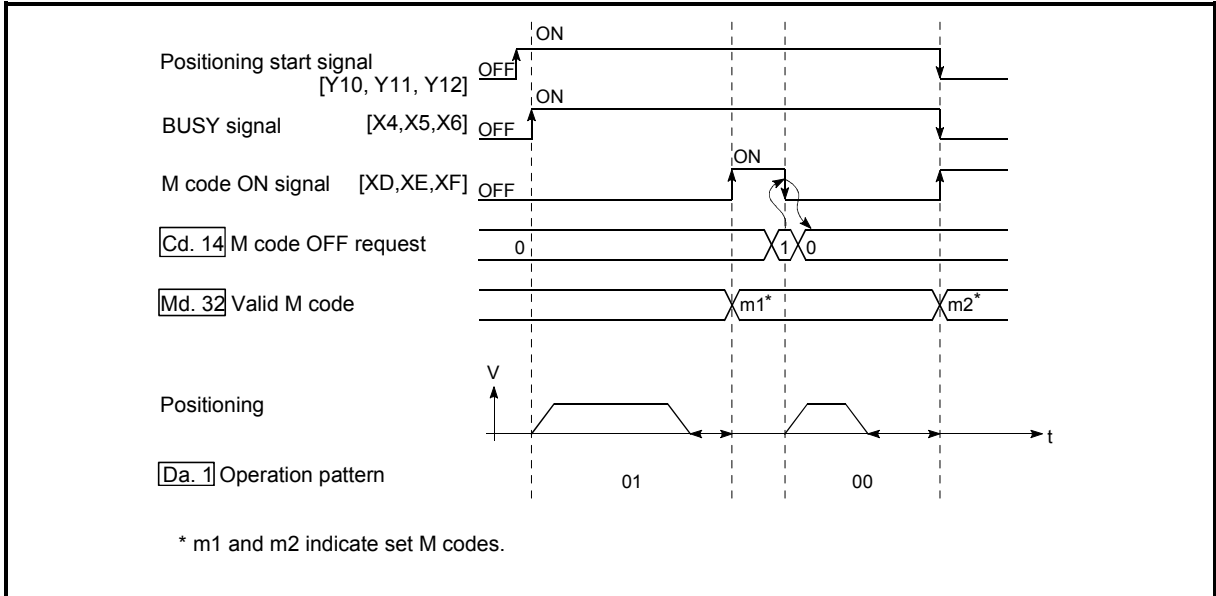 ON
Positioning start signal
OFF
[Y10, Y11, Y12]
ON
BUSY signal [X4,X5,X6] OFF
ON
M code ON signal [XD,XE,XF] OFF
Cd. 14 M code OFF request 0 1 0
Md. 32 Valid M code m1* m2*
V
Positioning
t
Da. 1 Operation pattern 01 00
* m1 and m2 indicate set M codes.